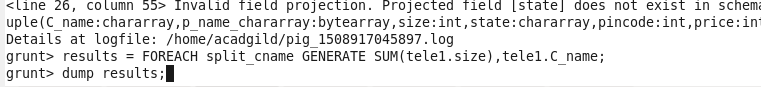 <line 26, column 55> Invalid field projection. Projected field [state] does not exist in schema
uple(C_name:chararray,p_name_chararray:bytearray,size:int,state:chararray,pincode:int,price:int
Details at logfile: /home/acadgild/pig_1508917045897.log
grunt> results = FOREACH split_cname GENERATE SUM(tele1.size),tele1.C_name;
grunt> dump results;